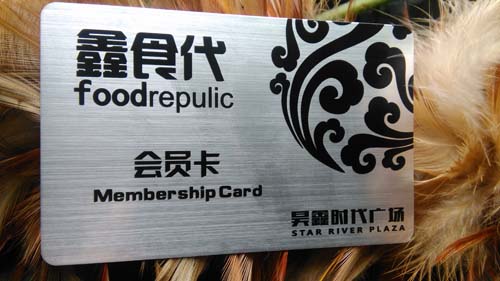 鑫食代
foodrepulic
会员卡
Membership Card
昊鑫时代广场
STAR RIVER PLAZA